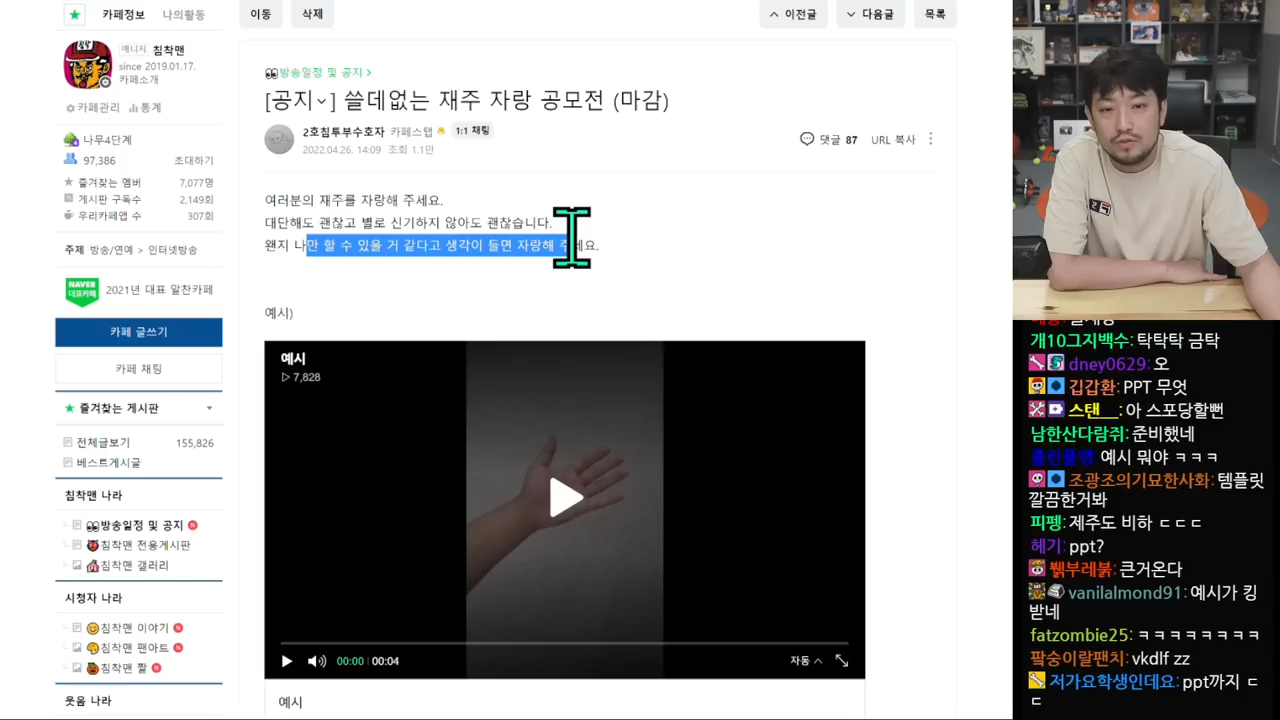 카페정보
나의활동
매니저 침착맨
since 2019.01.17.
카페소개
카페관리
통계
나무4단계
97,386
초대하기
즐겨찾는 멤버
7,077명
게시판 구독수
2,149회
우리카페앱 수
307회
주제 방송/연예 > 인터넷방송
NAVER
대표카페
2021년 대표 알찬카페
카페 글쓰기
카페 채팅
즐겨찾는 게시판
전체글보기
155,826
베스트게시글
침착맨 나라
방송일정 및 공지 N
침착맨 전용게시판
침착맨 갤러리
시청자 나라
침착맨 이야기 N
침착맨 팬아트 N
침착맨 짤 N
웃음 나라
이동
삭제
이전글
다음글
목록
방송일정 및 공지 >
[공지] 쓸데없는 재주 자랑 공모전 (마감)
2호침투부수호자 카페스탭 1:1 채팅
2022.04.26. 14:09 조회 1.1만
댓글 87
URL 복사
여러분의 재주를 자랑해 주세요.
대단해도 괜찮고 별로 신기하지 않아도 괜찮습니다.
왠지 나만 할 수 있을 거 같다고 생각이 들면 자랑해 주세요.
예시)
예시
7,828
00:00 | 00:04
자동
예시
개10그지백수: 탁탁탁 금탁
dney0629: 오
김갑환: PPT 무엇
스탠__: 아 스포당할뻔
남한산다람쥐: 준비했네
예시 뭐야 ㅋㅋㅋ
조광조의기묘한사화: 템플릿
깔끔한거봐
피펭: 제주도 비하 ㄷㄷㄷ
헤기: ppt?
뷁부레붉: 큰거온다
vanilalmond91: 예시가 킹
받네
fatzombie25: ㅋㅋㅋㅋㅋㅋㅋㅋ
팤숭이랄팬치: vkdlf zz
저가요학생인데요: ppt까지 ㄷ
ㄷ